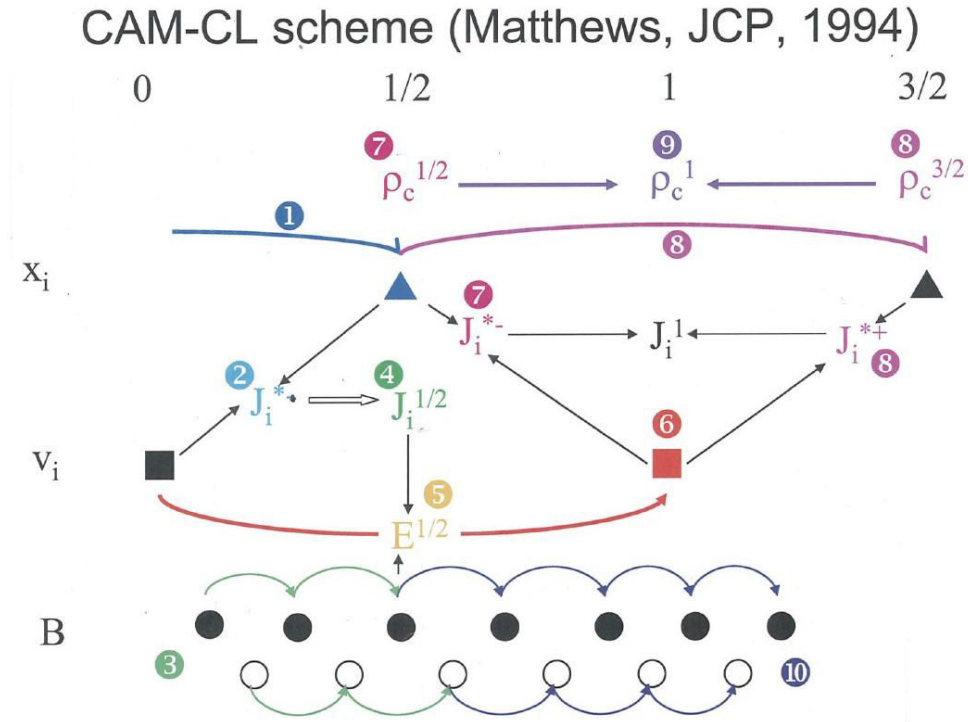 CAM-CL scheme (Matthews, JCP, 1994)
0 1/2 1 3/2
7 9 8
ρc1/2 ρc1 ρc3/2
1 8
xi
7
Ji*- Ji1 Ji*+
8
2 4
Ji*- Ji1/2
6
vi
5
E1/2
B
3 10